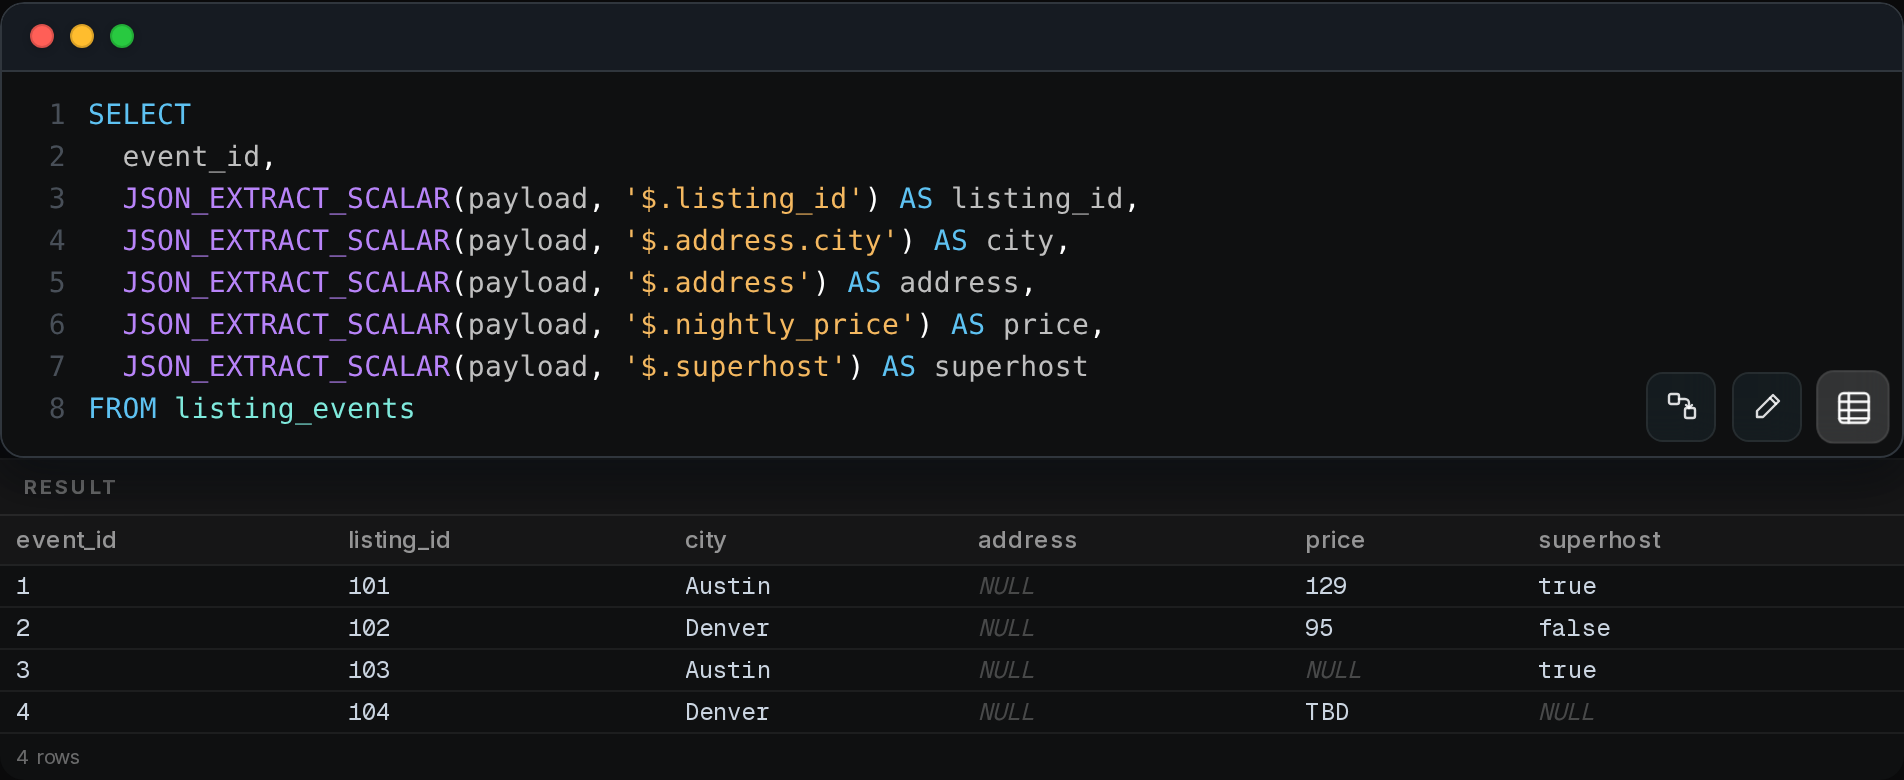 1 SELECT
2   event_id,
3   JSON_EXTRACT_SCALAR(payload, '$.listing_id') AS listing_id,
4   JSON_EXTRACT_SCALAR(payload, '$.address.city') AS city,
5   JSON_EXTRACT_SCALAR(payload, '$.address') AS address,
6   JSON_EXTRACT_SCALAR(payload, '$.nightly_price') AS price,
7   JSON_EXTRACT_SCALAR(payload, '$.superhost') AS superhost
8 FROM listing_events
RESULT
event_id listing_id city address price superhost
1 101 Austin NULL 129 true
2 102 Denver NULL 95 false
3 103 Austin NULL NULL true
4 104 Denver NULL TBD NULL
4 rows